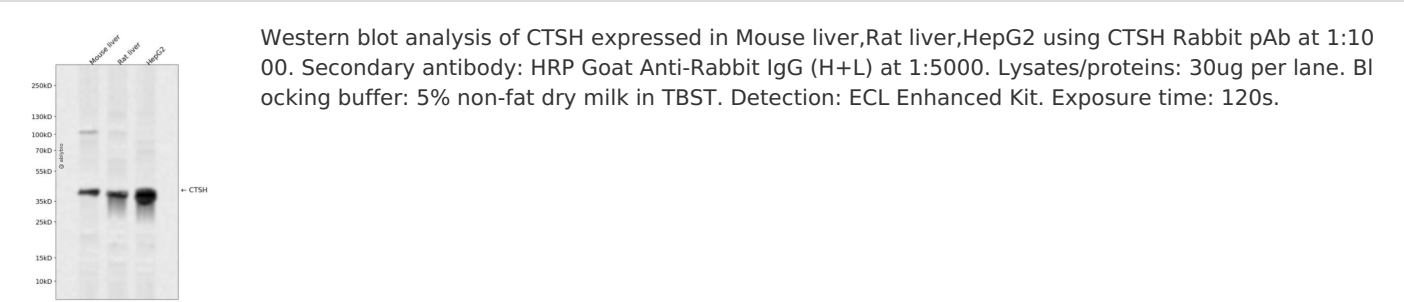 Mouse liver
Rat liver
HepG2
Western blot analysis of CTSH expressed in Mouse liver,Rat liver,HepG2 using CTSH Rabbit pAb at 1:10
00. Secondary antibody: HRP Goat Anti-Rabbit IgG (H+L) at 1:5000. Lysates/proteins: 30ug per lane. Bl
ocking buffer: 5% non-fat dry milk in TBST. Detection: ECL Enhanced Kit. Exposure time: 120s.
250kD
130kD
100kD
70kD
55kD
← CTSH
35kD
25kD
15kD
10kD